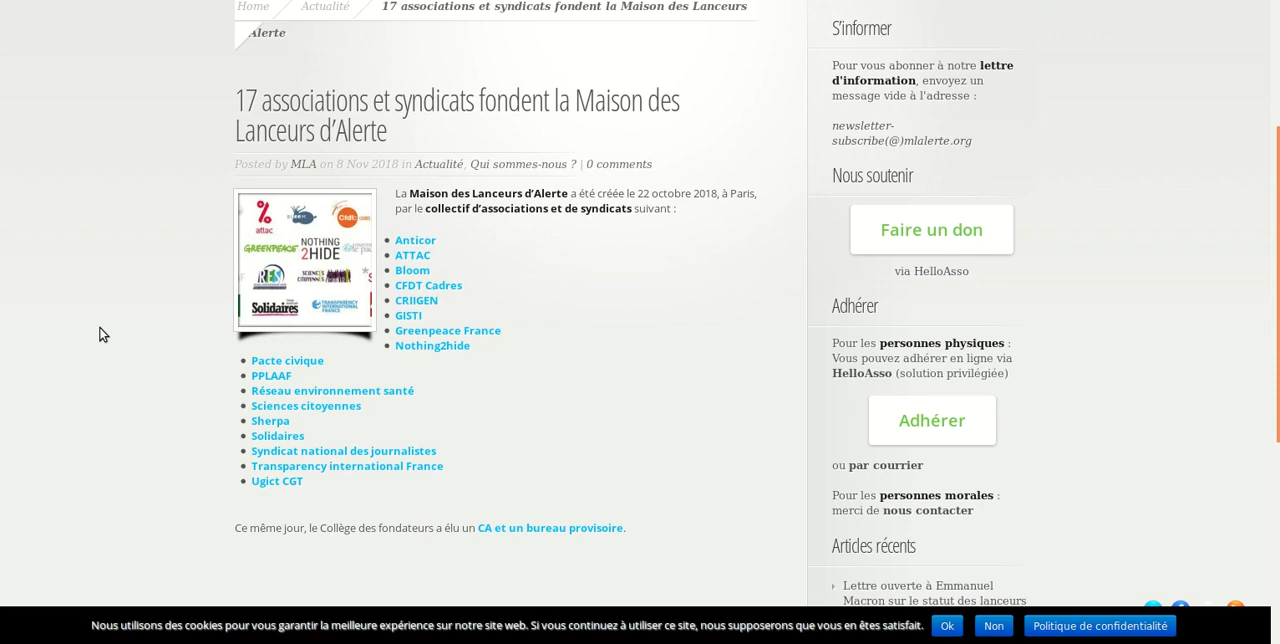 Home Actualité 17 associations et syndicats fondent la Maison des Lanceurs
Alerte
17 associations et syndicats fondent la Maison des
Lanceurs d’Alerte
Posted by MLA on 8 Nov 2018 in Actualité, Qui sommes-nous ? | 0 comments
attac
Cfdt:
GREENPEACE
NOTHING
2HIDE
RES
SCIENCES
CITOYENNES
Solidaires
TRANSPARENCY
INTERNATIONAL
FRANCE
La Maison des Lanceurs d’Alerte a été créée le 22 octobre 2018, à Paris,
par le collectif d’associations et de syndicats suivant :
Anticor
ATTAC
Bloom
CFDT Cadres
CRIIGEN
GISTI
Greenpeace France
Nothing2hide
Pacte civique
PPLAAF
Réseau environnement santé
Sciences citoyennes
Sherpa
Solidaires
Syndicat national des journalistes
Transparency international France
Ugict CGT
Ce même jour, le Collège des fondateurs a élu un CA et un bureau provisoire.
S’informer
Pour vous abonner à notre lettre
d'information, envoyez un
message vide à l'adresse :
newsletter-
subscribe(@)mlalerte.org
Nous soutenir
Faire un don
via HelloAsso
Adhérer
Pour les personnes physiques :
Vous pouvez adhérer en ligne via
HelloAsso (solution privilégiée)
Adhérer
ou par courrier
Pour les personnes morales :
merci de nous contacter
Articles récents
Lettre ouverte à Emmanuel
Macron sur le statut des lanceurs
Nous utilisons des cookies pour vous garantir la meilleure expérience sur notre site web. Si vous continuez à utiliser ce site, nous supposerons que vous en êtes satisfait. Ok Non Politique de confidentialité